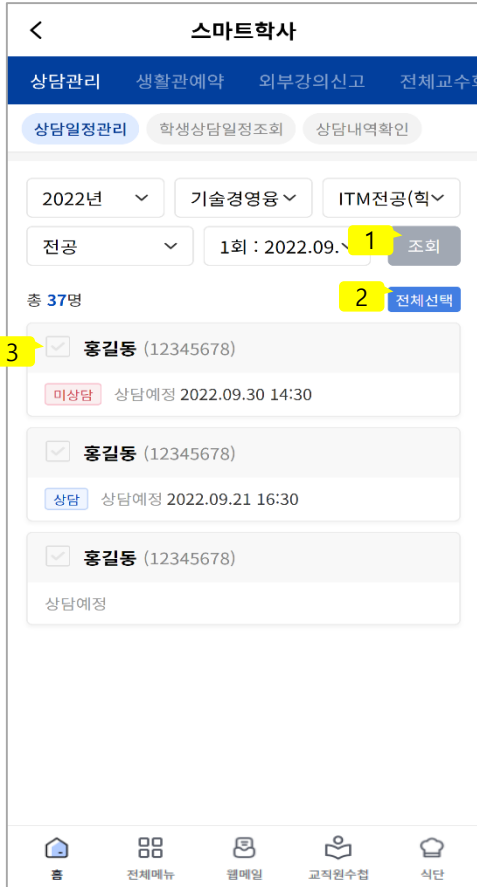 스마트학사
상담관리 생활관예약 외부강의신고 전체교수회
상담일정관리 학생상담일정조회 상담내역확인
2022년 기술경영융 ITM전공(학
전공 1회 : 2022.09. 1 조회
총 37명 2 전체선택
3 홍길동 (12345678)
미상담 상담예정 2022.09.30 14:30
홍길동 (12345678)
상담 상담예정 2022.09.21 16:30
홍길동 (12345678)
상담예정
홈 전체메뉴 웹메일 교직원수첩 식단